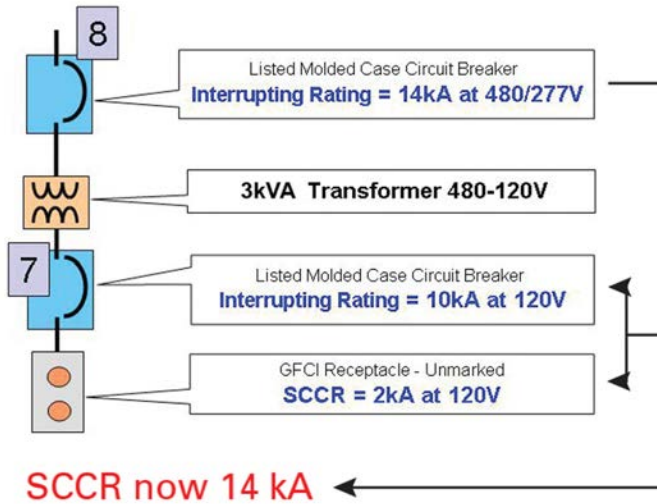 8
Listed Molded Case Circuit Breaker
Interrupting Rating = 14kA at 480/277V
3kVA Transformer 480-120V
7
Listed Molded Case Circuit Breaker
Interrupting Rating = 10kA at 120V
GFCI Receptacle - Unmarked
SCCR = 2kA at 120V
SCCR now 14 kA